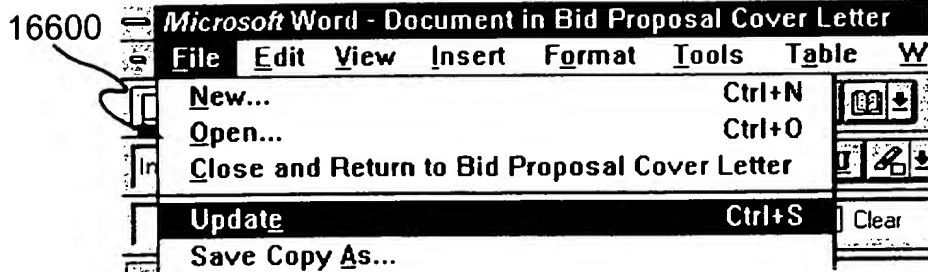 16600
Microsoft Word - Document in Bid Proposal Cover Letter
File Edit View Insert Format Tools Table W
New... Ctrl+N
Open... Ctrl+O
In
Close and Return to Bid Proposal Cover Letter
Update Ctrl+S
Clear
Save Copy As...